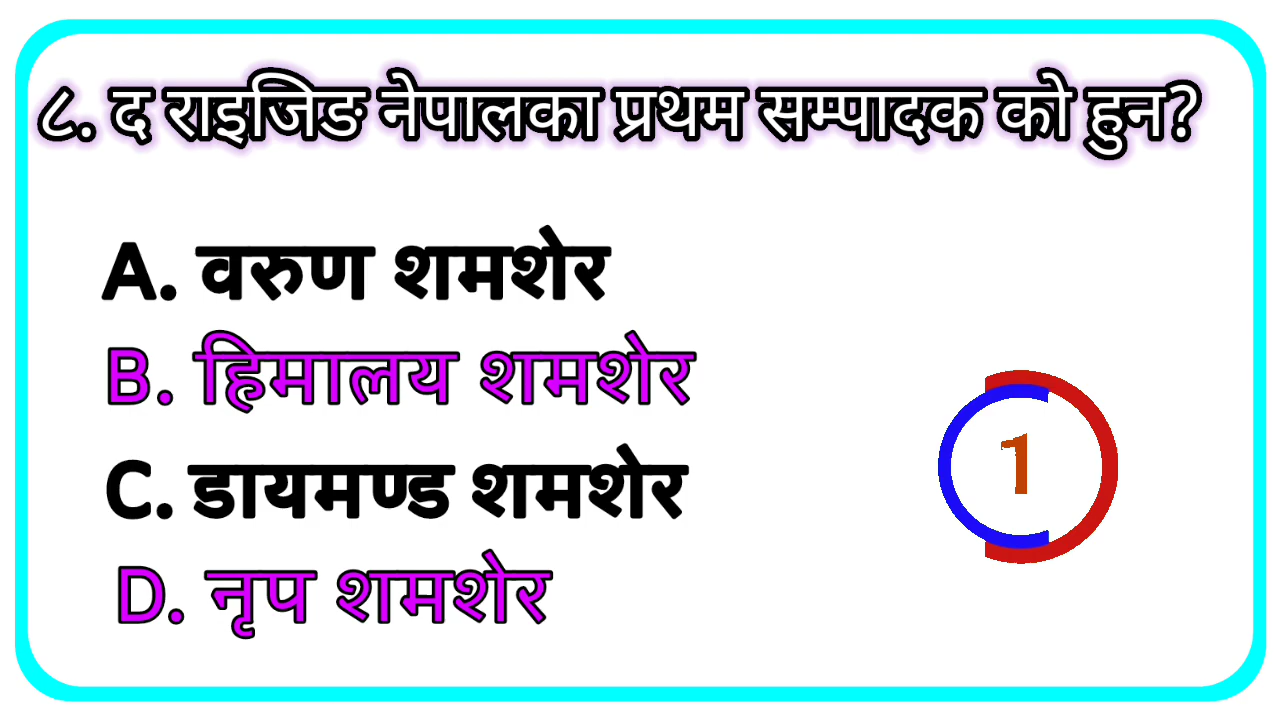 ८. द राइजिङ नेपालका प्रथम सम्पादक को हुन?
A. वरुण शमशेर
B. हिमालय शमशेर
C. डायमण्ड शमशेर
1
D. नृप शमशेर